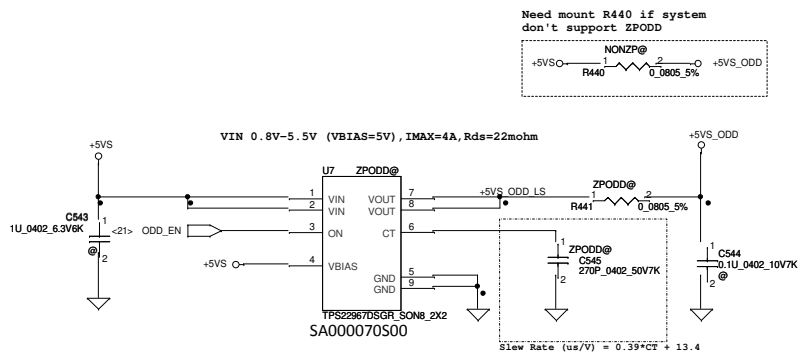 Need mount R440 if system
don't support ZPODD
NONZP@
+5VS 1 2 +5VS_ODD
R440 0_0805_5%
VIN 0.8V-5.5V (VBIAS=5V),IMAX=4A,Rds=22mohm
+5VS
+5VS_ODD
U7 ZPODD@
1 VIN VOUT 7
2 VIN VOUT 8
+5VS_ODD_LS
ZPODD@
1 2
R441 0_0805_5%
C543
1U_0402_6.3V6K
1
2
@
<21> ODD_EN 3 ON CT 6
+5VS 4 VBIAS
GND 5
GND 9
TPS22967DSGR_SON8_2X2
SA000070S00
1
ZPODD@
C545
270P_0402_50V7K
2
1
C544
0.1U_0402_10V7K
2
@
Slew Rate (us/V) = 0.39*CT + 13.4